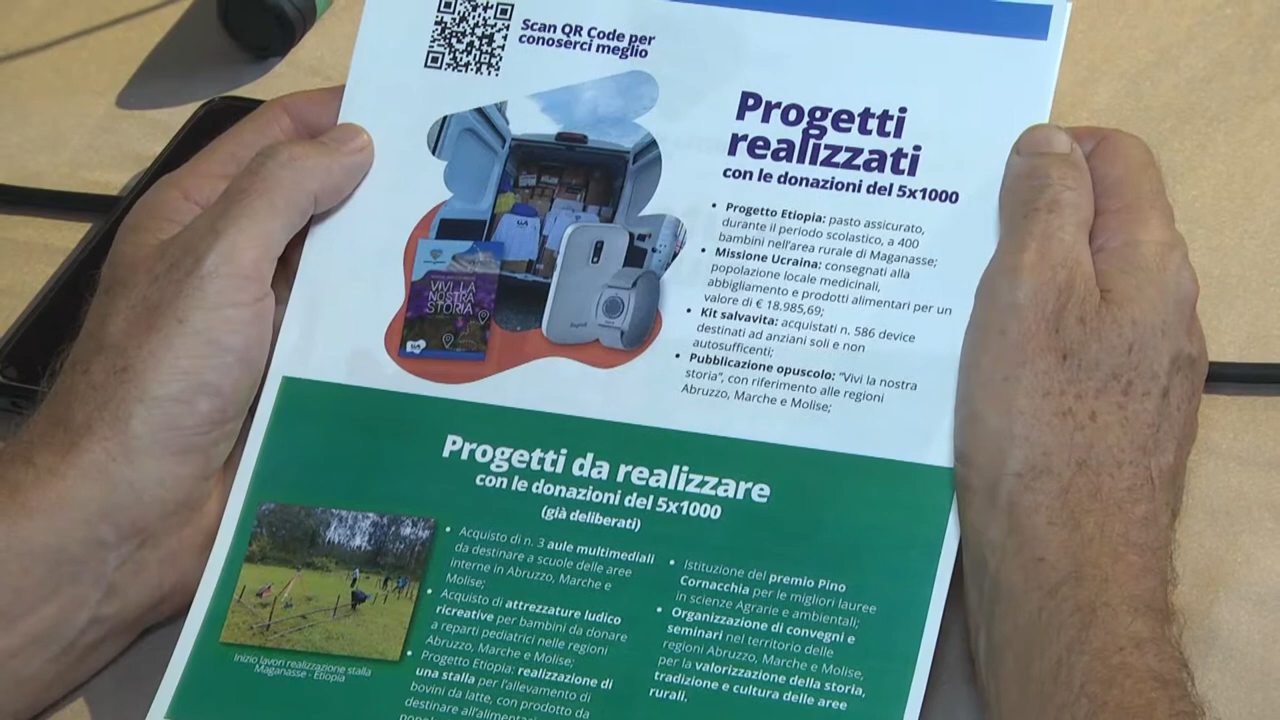 Scan QR Code per
conoscerci meglio
Progetti
realizzati
con le donazioni del 5x1000
• Progetto Etiopia: pasto assicurato,
durante il periodo scolastico, a 400
bambini nell'area rurale di Maganasse;
• Missione Ucraina: consegnati alla
popolazione locale medicinali,
abbigliamento e prodotti alimentari per un
valore di € 18.985,69;
• Kit salvavita: acquistati n. 586 device
destinati ad anziani soli e non
autosufficenti;
• Pubblicazione opuscolo: "Vivi la nostra
storia", con riferimento alle regioni
Abruzzo, Marche e Molise;
VIVI LA
NOSTRA
STORIA
Progetti da realizzare
con le donazioni del 5x1000
(già deliberati)
• Acquisto di n. 3 aule multimediali
da destinare a scuole delle aree
interne in Abruzzo, Marche e
Molise;
• Acquisto di attrezzature ludico
ricreative per bambini da donare
a reparti pediatrici nelle regioni
Abruzzo, Marche e Molise;
• Progetto Etiopia: realizzazione di
una stalla per l'allevamento di
bovini da latte, con prodotto da
destinare all'alimentaz
• Istituzione del premio Pino
Cornacchia per le migliori lauree
in scienze Agrarie e ambientali;
• Organizzazione di convegni e
seminari nel territorio delle
regioni Abruzzo, Marche e Molise,
per la valorizzazione della storia,
tradizione e cultura delle aree
rurali.
Inizio lavori realizzazione stalla
Maganasse - Etiopia